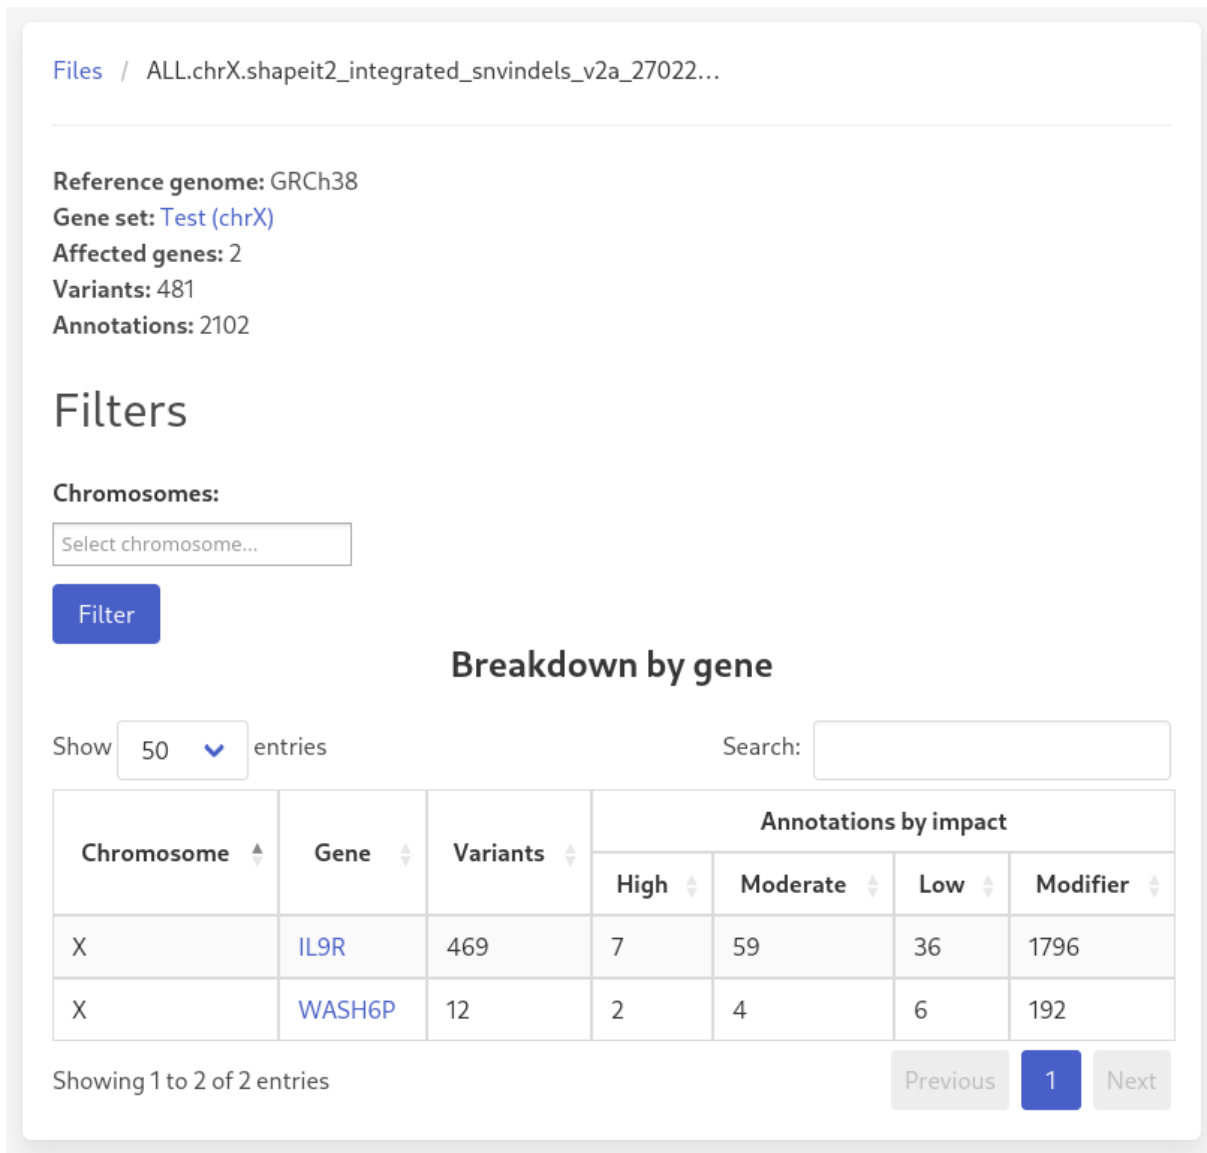 Files / ALL.chrX.shapeit2_integrated_snvindels_v2a_27022...
Reference genome: GRCh38
Gene set: Test (chrX)
Affected genes: 2
Variants: 481
Annotations: 2102
Filters
Chromosomes:
Select chromosome...
Filter
Breakdown by gene
Show 50 entries Search:
Annotations by impact
Chromosome Gene Variants
High Moderate Low Modifier
X IL9R 469 7 59 36 1796
X WASH6P 12 2 4 6 192
Showing 1 to 2 of 2 entries Previous 1 Next